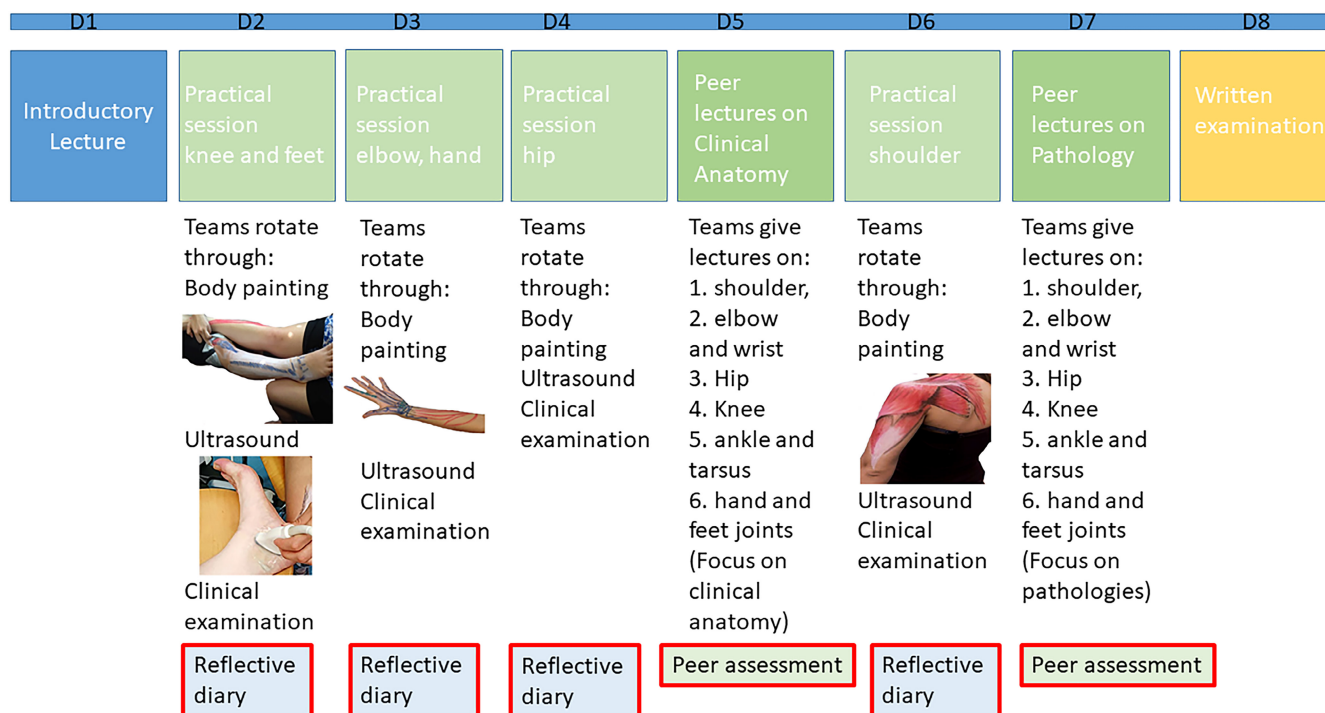 D1
D2
D3
D4
D5
D6
D7
D8
Introductory
Lecture
Practical
session
knee and feet
Practical
session
elbow, hand
Practical
session
hip
Peer
lectures on
Clinical
Anatomy
Practical
session
shoulder
Peer
lectures on
Pathology
Written
examination
Teams rotate
through:
Body painting
Ultrasound
Clinical
examination
Teams
rotate
through:
Body
painting
Ultrasound
Clinical
examination
Teams
rotate
through:
Body
painting
Ultrasound
Clinical
examination
Teams give
lectures on:
1. shoulder,
2. elbow
and wrist
3. Hip
4. Knee
5. ankle and
tarsus
6. hand and
feet joints
(Focus on
clinical
anatomy)
Teams
rotate
through:
Body
painting
Ultrasound
Clinical
examination
Teams give
lectures on:
1. shoulder,
2. elbow
and wrist
3. Hip
4. Knee
5. ankle and
tarsus
6. hand and
feet joints
(Focus on
pathologies)
Reflective
diary
Reflective
diary
Reflective
diary
Peer assessment
Reflective
diary
Peer assessment